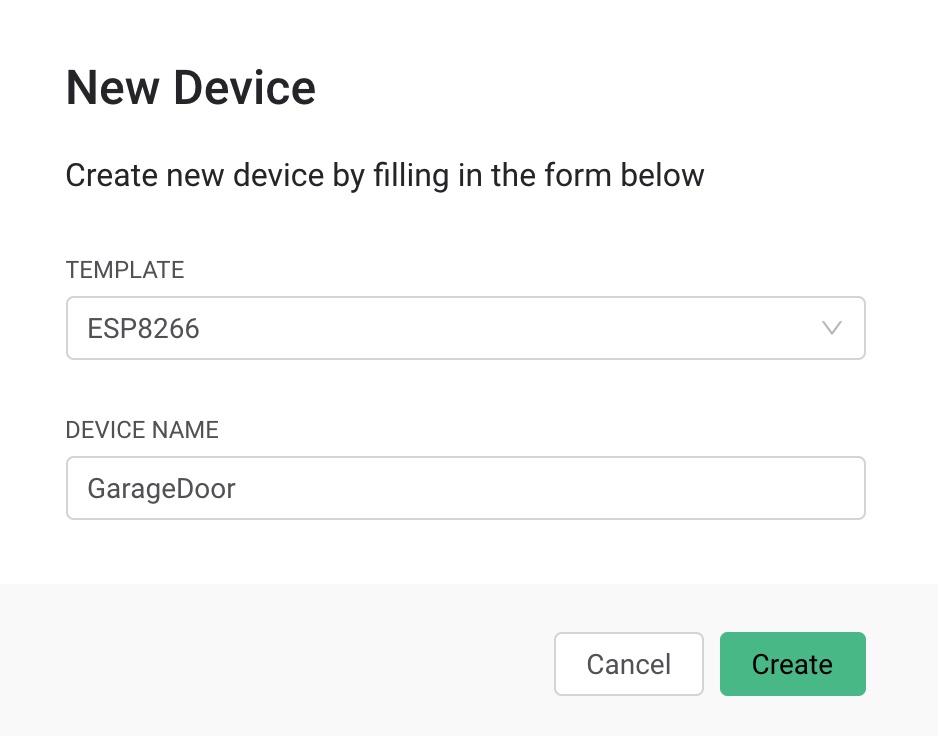 New Device
Create new device by filling in the form below
TEMPLATE
ESP8266
DEVICE NAME
GarageDoor
Cancel
Create